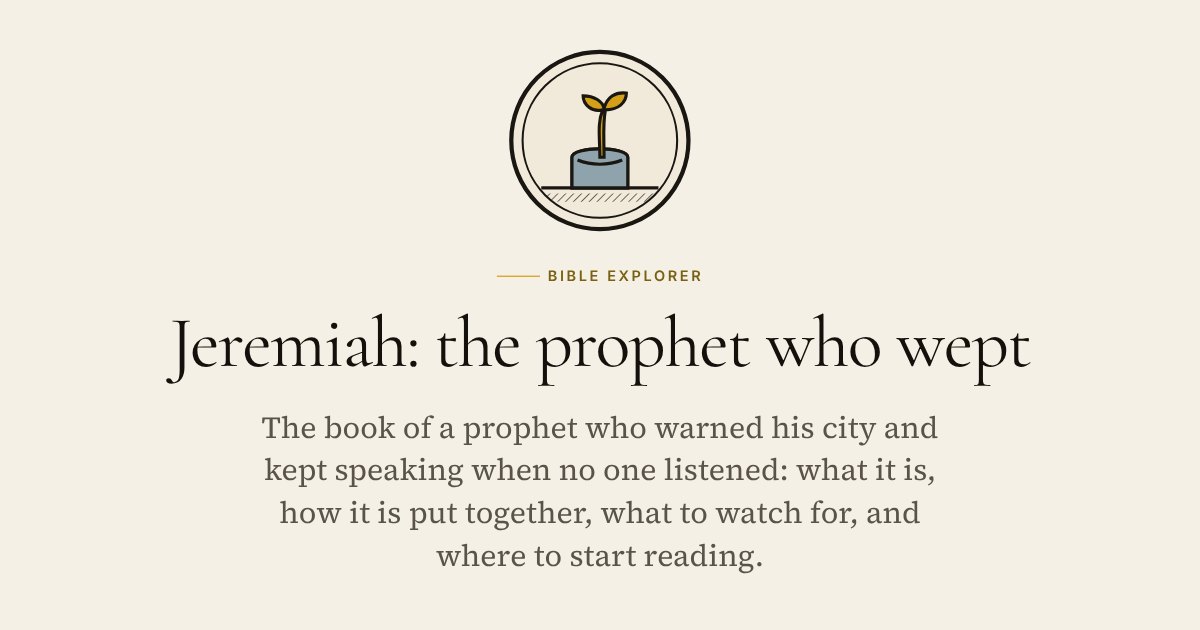 BIBLE EXPLORER
Jeremiah: the prophet who wept
The book of a prophet who warned his city and
kept speaking when no one listened: what it is,
how it is put together, what to watch for, and
where to start reading.